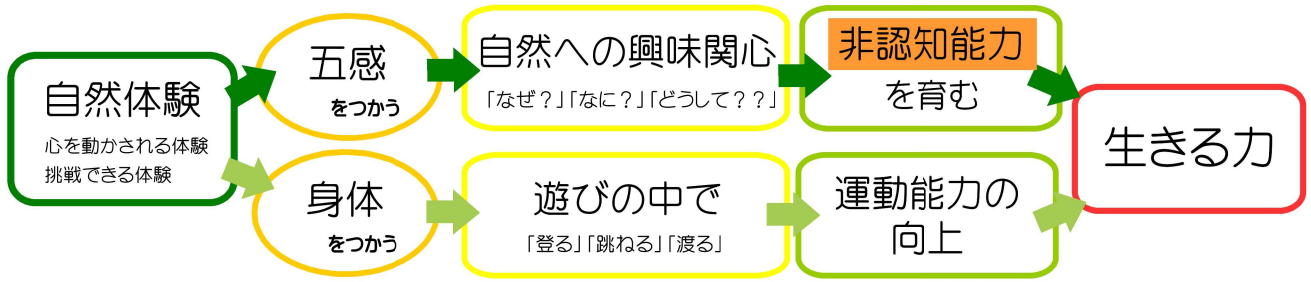 自然体験
心を動かされる体験
挑戦できる体験
五感
をつかう
自然への興味関心
「なぜ？」「なに？」「どうして？？」
非認知能力
を育む
身体
をつかう
遊びの中で
「登る」「跳ねる」「渡る」
運動能力の
向上
生きる力